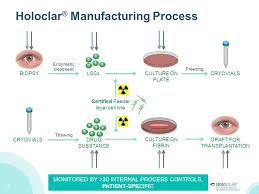 Holoclar® Manufacturing Process
Enzymatic
treatment
Freezing
BIOPSY
LSCs
CULTURE ON
PLATE
CRYOVIALS
Certified Feeder
layer cell line
Thawing
CRYOVIALS
DRUG
SUBSTANCE
CULTURE ON
FIBRIN
GRAFT FOR
TRANSPLANTATION
MONITORED BY >30 INTERNAL PROCESS CONTROLS,
PATIENT-SPECIFIC
HOLOCLAR